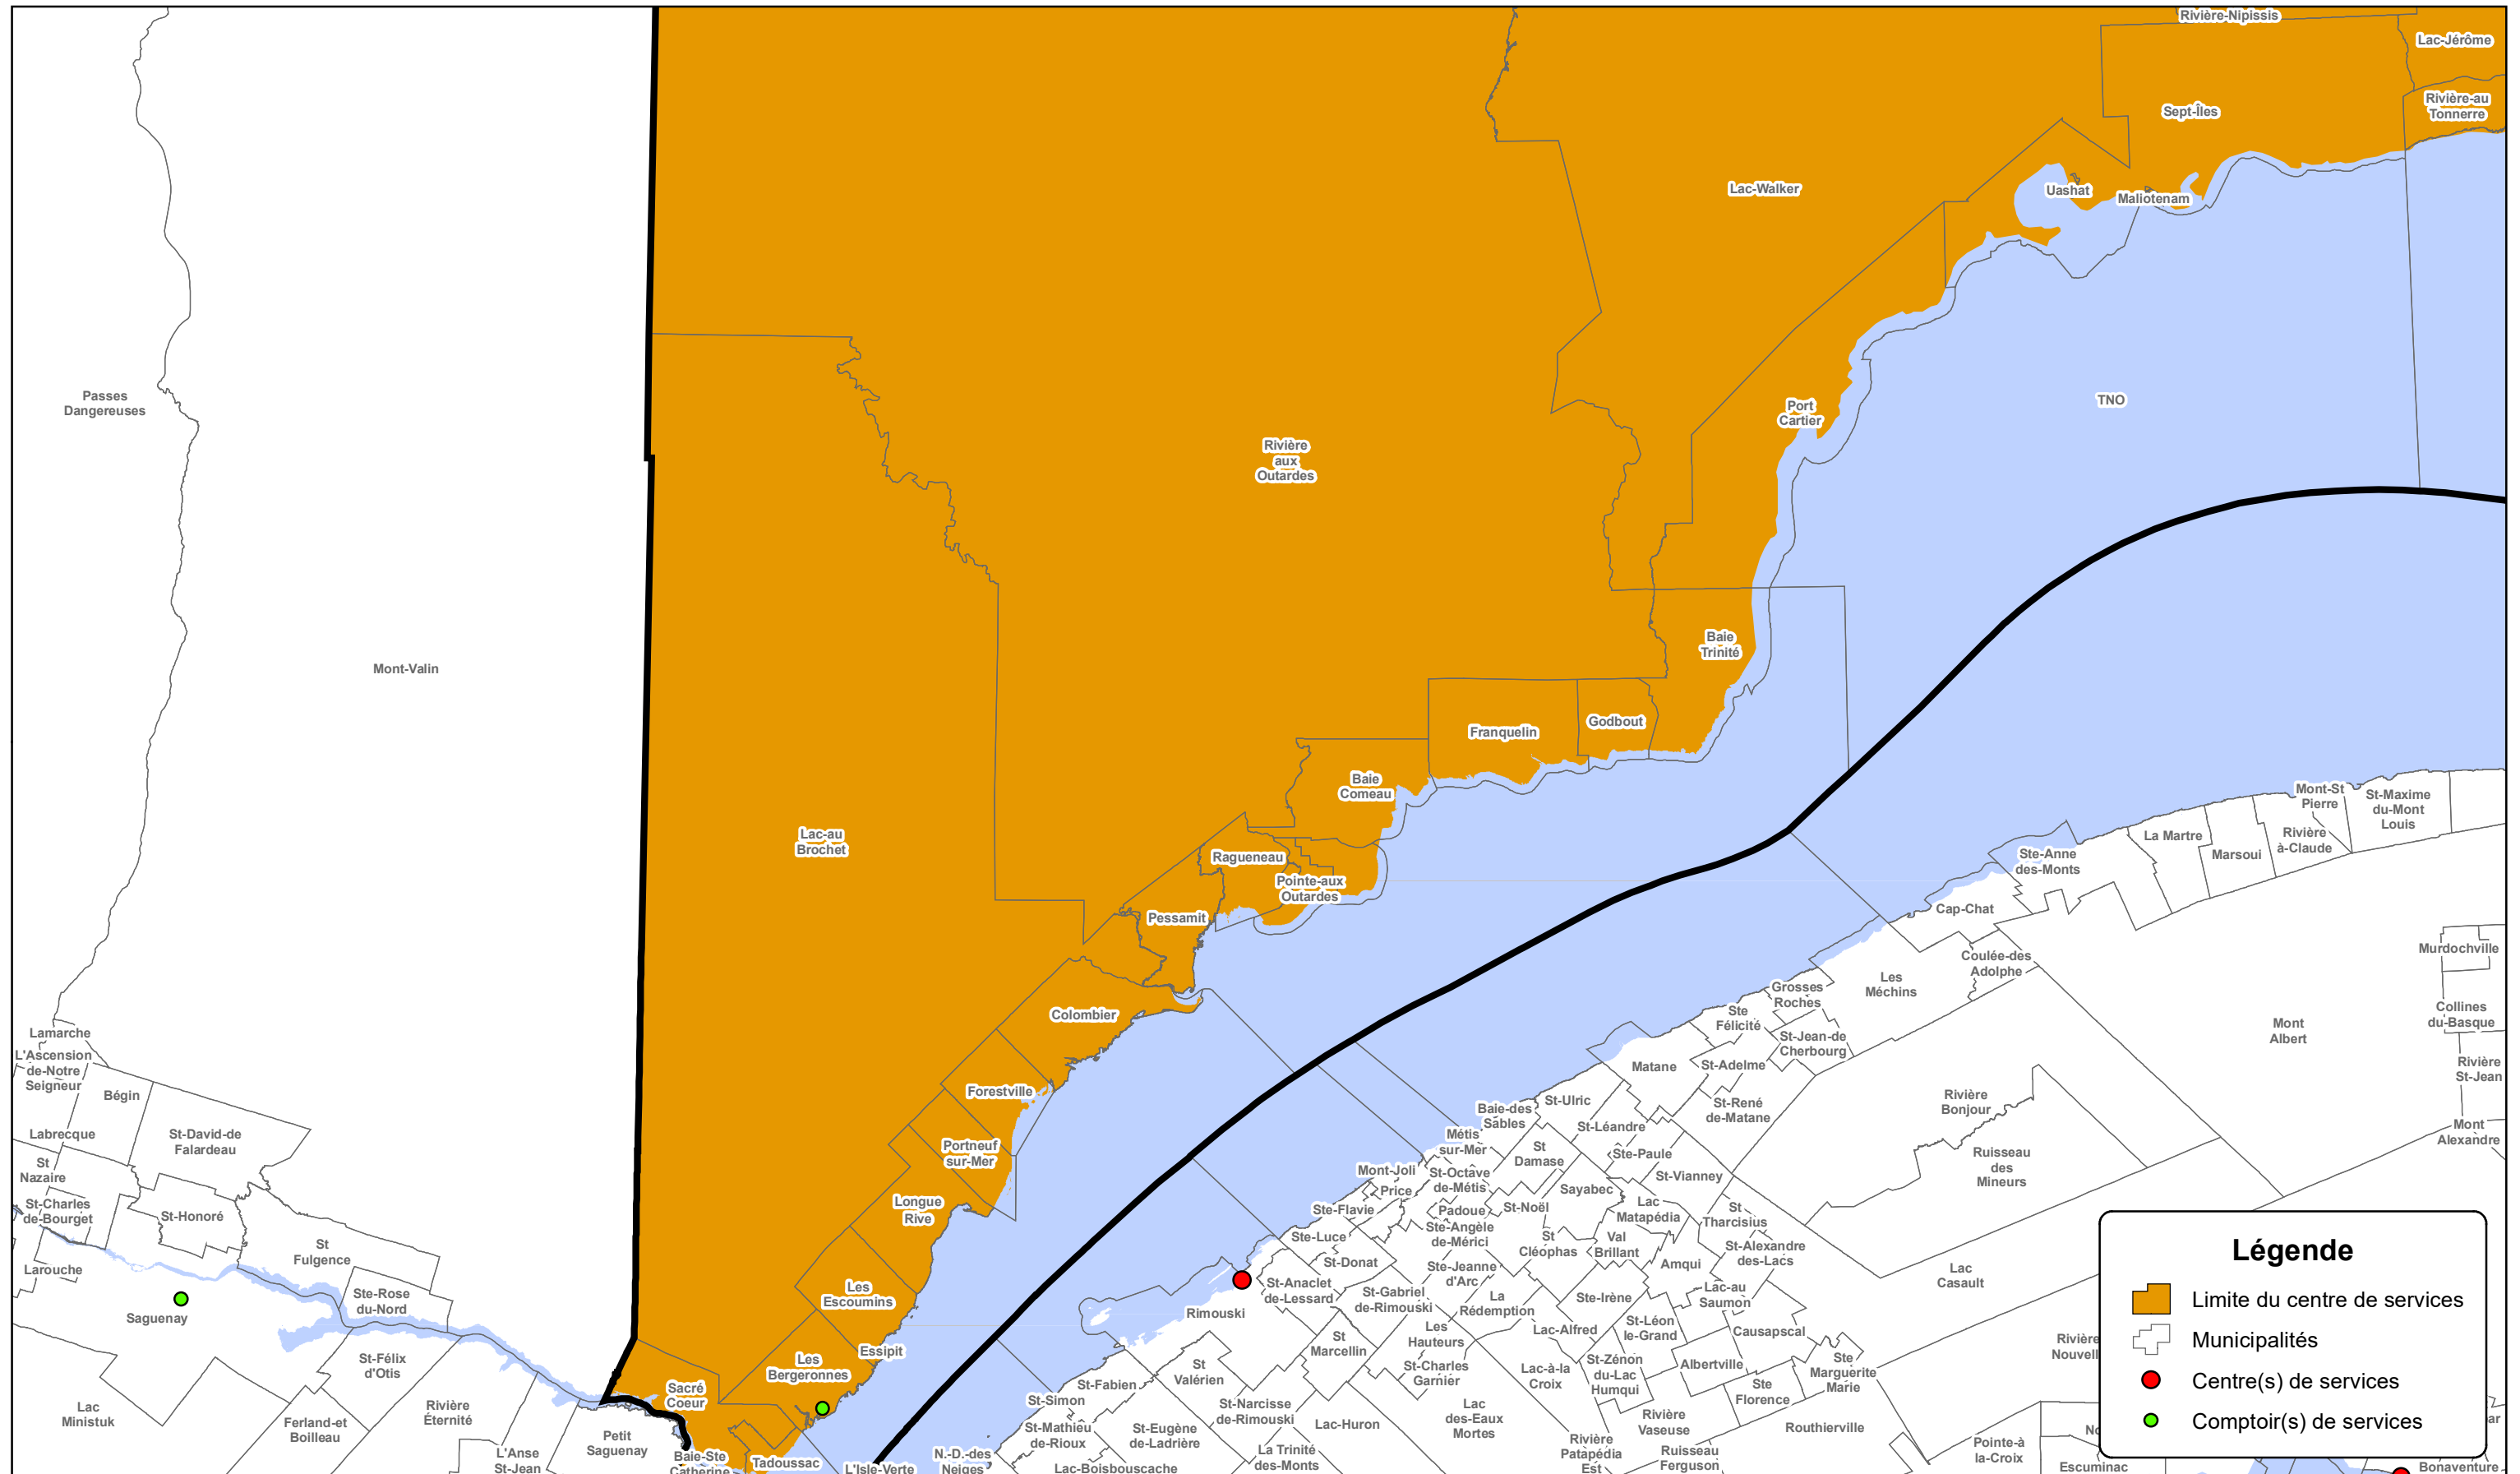 Rivière-Nipissis
Lac-Jérôme
Rivière-au
Tonnerre
Sept-Îles
Lac-Walker
Uashat
Maliotenam
Passes
Dangereuses
TNO
Port
Cartier
Rivière
aux
Outardes
Mont-Valin
Baie
Trinité
Godbout
Franquelin
Baie
Comeau
Lac-au
Brochet
Ragueneau
Pointe-aux
Outardes
Pessamit
Colombier
Forestville
Portneuf
sur-Mer
Longue
Rive
Les
Escoumins
Essipit
Les
Bergeronnes
Sacré
Coeur
Baie-Ste
Catherine
Tadoussac
L'Isle-Verte
N.-D.-des
Neiges
Mont-St
Pierre
St-Maxime
du-Mont
Louis
La Martre
Rivière
à-Claude
Marsoui
Ste-Anne
des-Monts
Cap-Chat
Coulée-des
Adolphe
Les
Méchins
Murdochville
Collines
du-Basque
Mont
Albert
Rivière
St-Jean
Grosses
Roches
Ste
Félicité
St-Jean-de
Cherbourg
Matane
St-Adelme
St-René
de-Matane
Rivière
Bonjour
Mont
Alexandre
Ruisseau
des
Mineurs
Baie-des
Sables
St-Ulric
St-Léandre
Métis
sur-Mer
St
Damase
Ste-Paule
St-Vianney
Mont-Joli
St-Octave
de-Métis
Price
Sayabec
Lac
Matapédia
St
Tharcisius
Ste-Flavie
Padoue
St-Noël
Ste-Angèle
de-Mérici
Ste-Luce
St
Cléophas
Val
Brillant
St-Alexandre
des-Lacs
St-Donat
Ste-Jeanne
d'Arc
Amqui
Lac
Casault
St-Anaclet
de-Lessard
St-Gabriel
de-Rimouski
La
Rédemption
Ste-Irène
Lac-au
Saumon
Rimouski
Les
Hauteurs
Lac-Alfred
St-Léon
le-Grand
Causapscal
St
Marcellin
St
Valérien
St-Charles
Garnier
Lac-à-la
Croix
St-Zénon
du-Lac
Humqui
Albertville
Ste
Marguerite
Marie
Ste
Florence
St-Fabien
St-Simon
St-Narcisse
de-Rimouski
Lac-Huron
Lac
des-Eaux
Mortes
Rivière
Vaseuse
Routhierville
St-Mathieu
de-Rioux
St-Eugène
de-Ladrière
La Trinité
des-Monts
Lac-Boisbouscache
Rivière
Patapédia
Est
Ruisseau
Ferguson
Pointe-à
la-Croix
Escuminac
Bonaventure
Rivière
Lamarche
L'Ascension
de-Notre
Seigneur
Bégin
Labrecque
St-David-de
Falardeau
St
Nazaire
St-Charles
de-Bourget
St-Honoré
St
Fulgence
Larouche
Ste-Rose
du-Nord
Saguenay
St-Félix
d'Otis
Lac
Ministuk
Ferland-et
Boilleau
Rivière
Éternité
L'Anse
St-Jean
Petit
Saguenay
Légende
Limite du centre de services
Municipalités
Centre(s) de services
Comptoir(s) de services